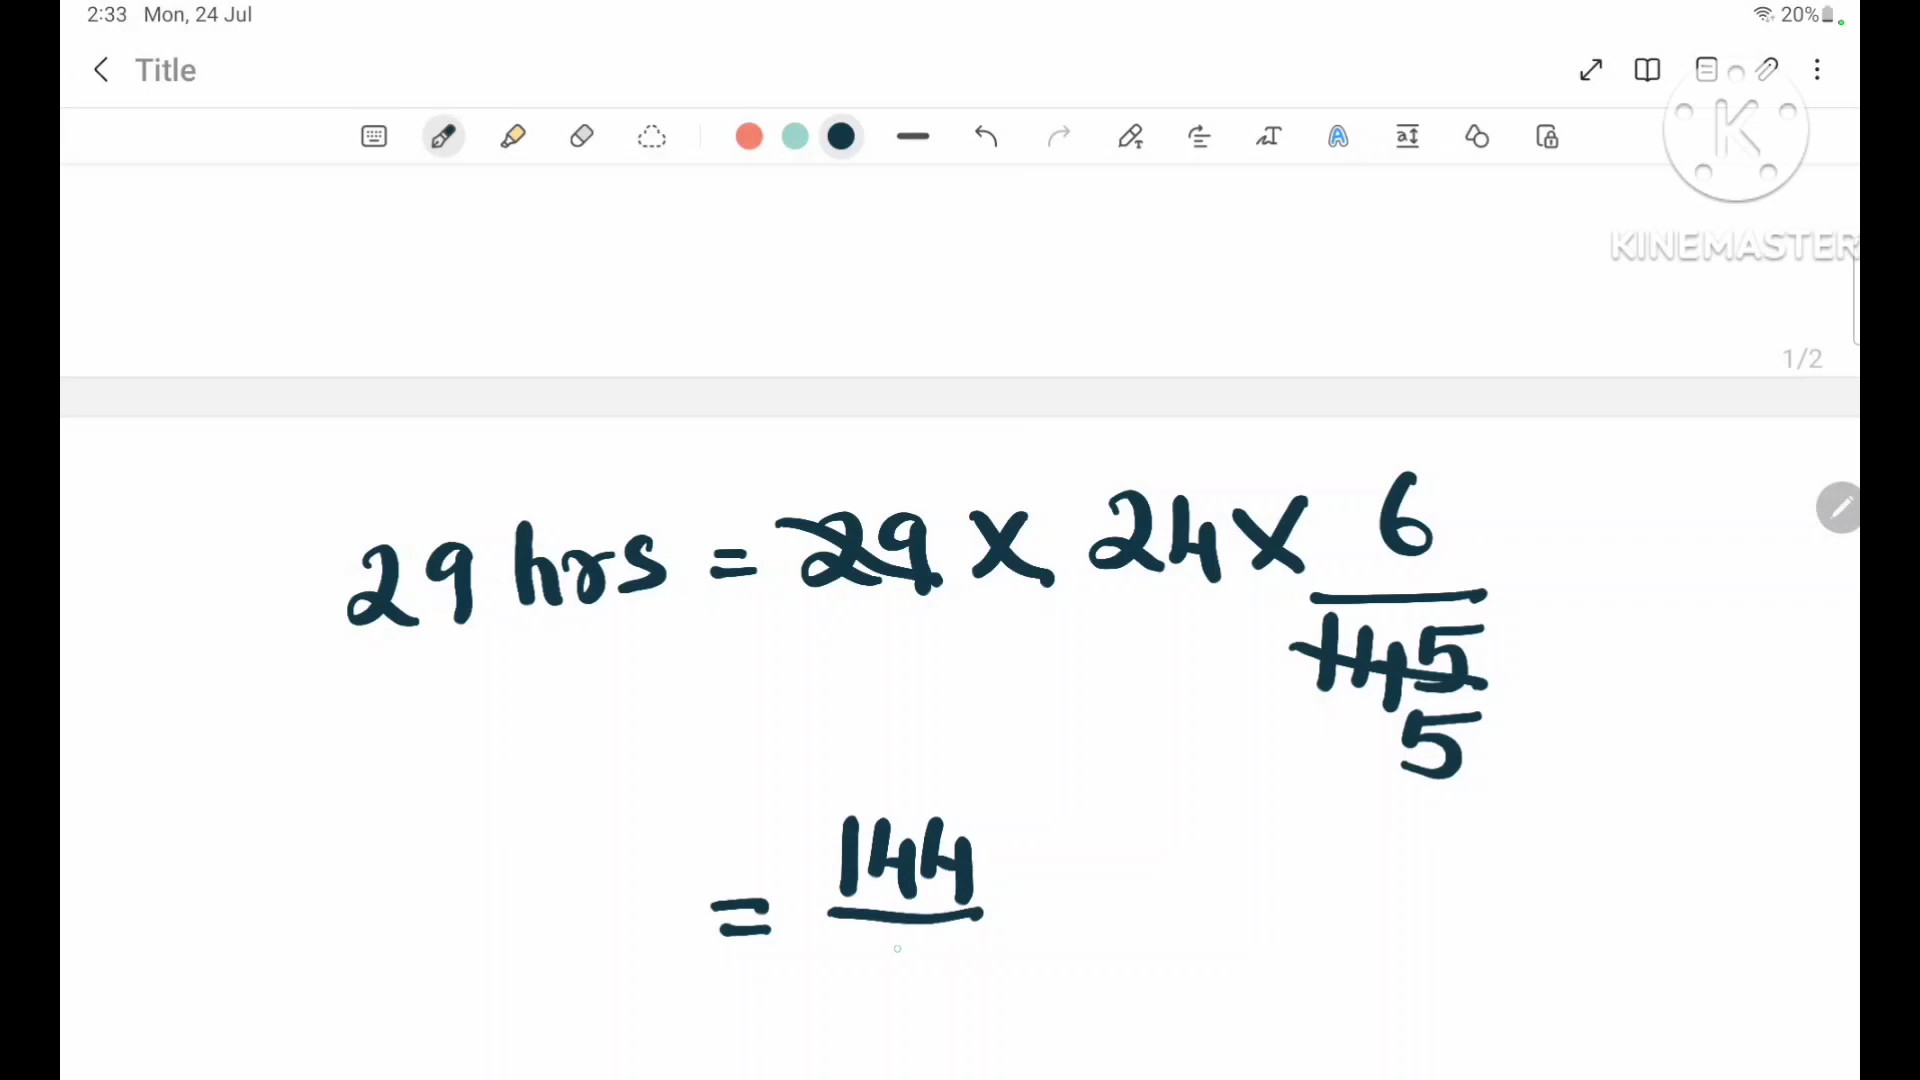 2:33 Mon, 24 Jul
20%
Title
K
KINEMASTER
1/2
29 hrs = 29 × 24 × 6
145
5
= 144